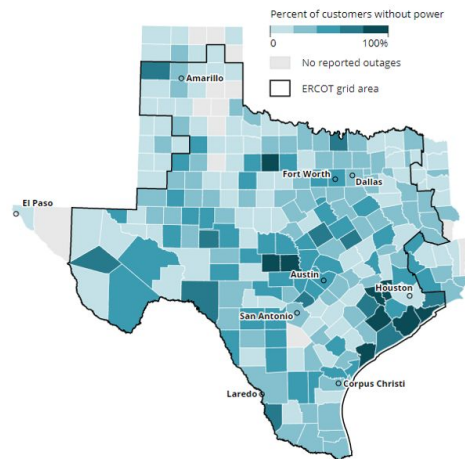 Percent of customers without power
0 100%
No reported outages
ERCOT grid area
Amarillo
Fort Worth
Dallas
El Paso
Austin
Houston
San Antonio
Corpus Christi
Laredo